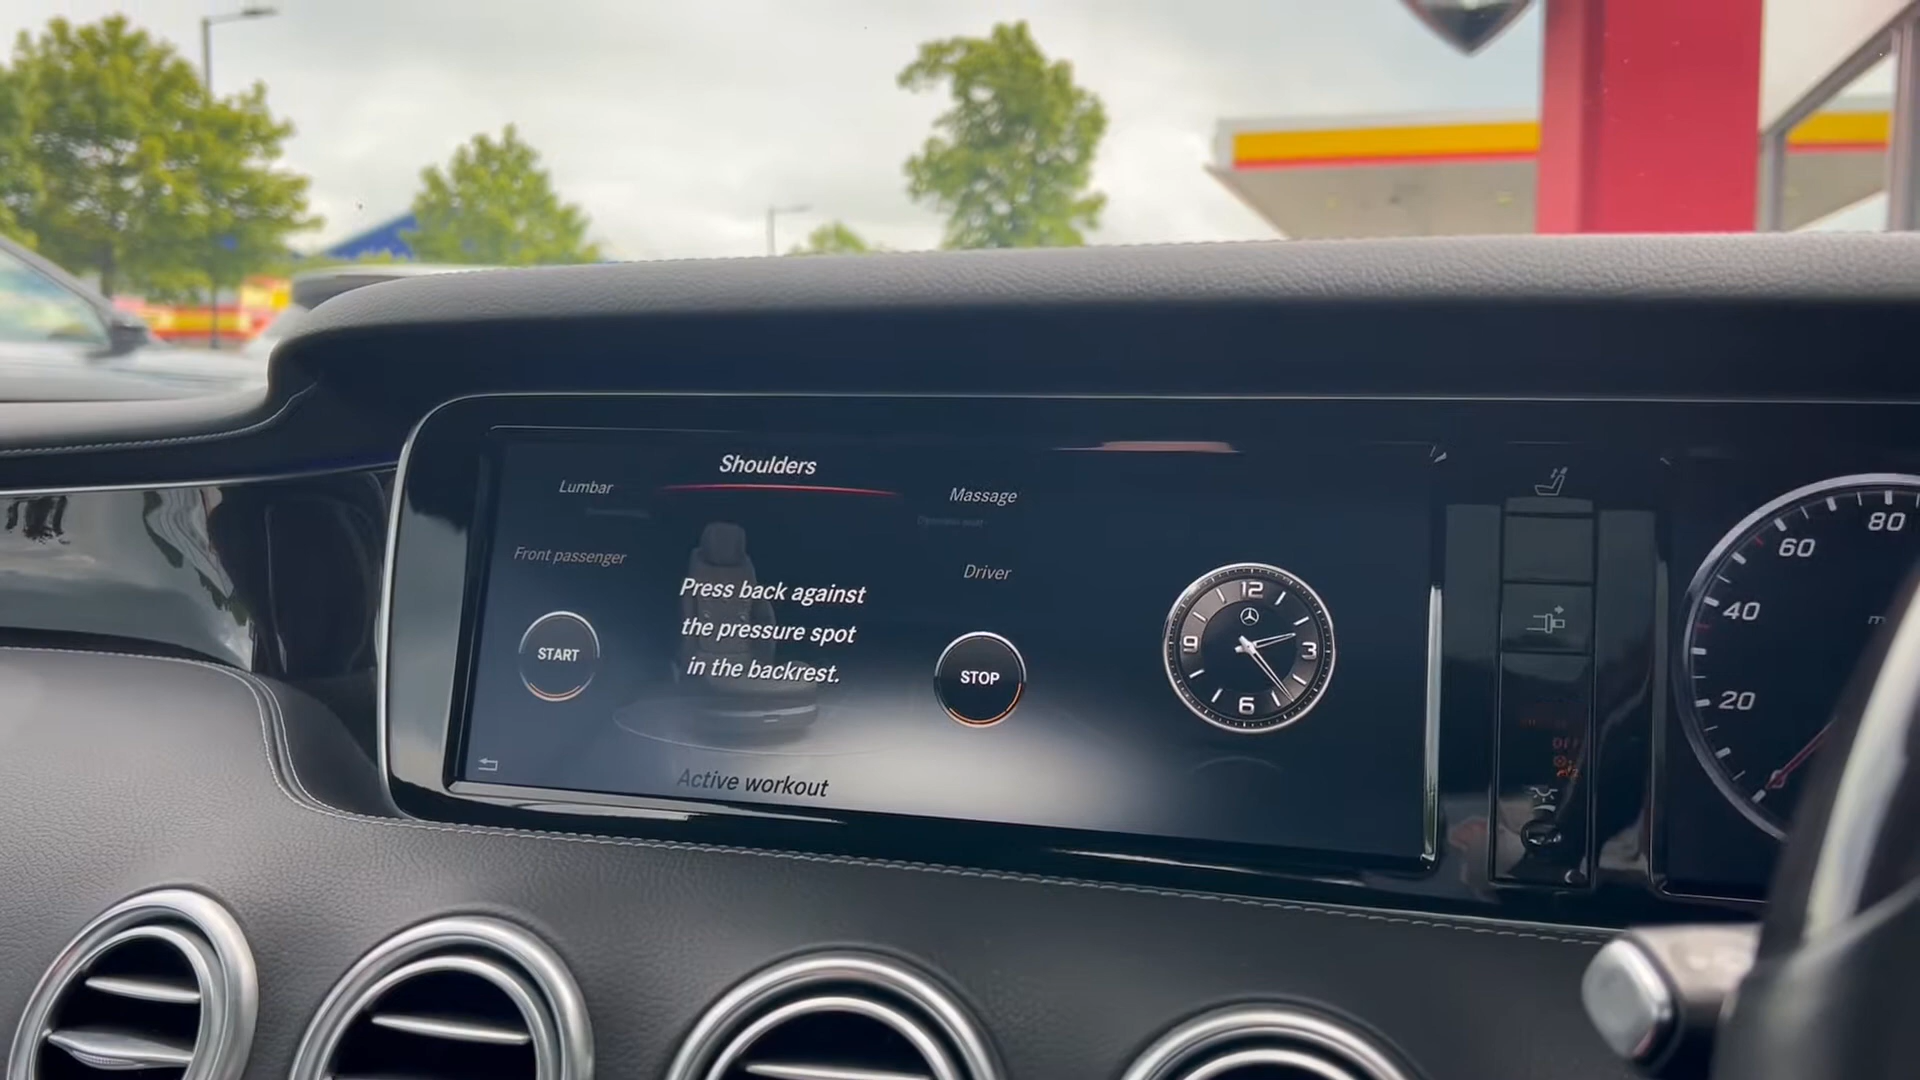 Shoulders
Lumbar
Massage
Front passenger
Driver
Press back against
the pressure spot
in the backrest.
START
STOP
Active workout
12
3
6
9
80
60
40
20